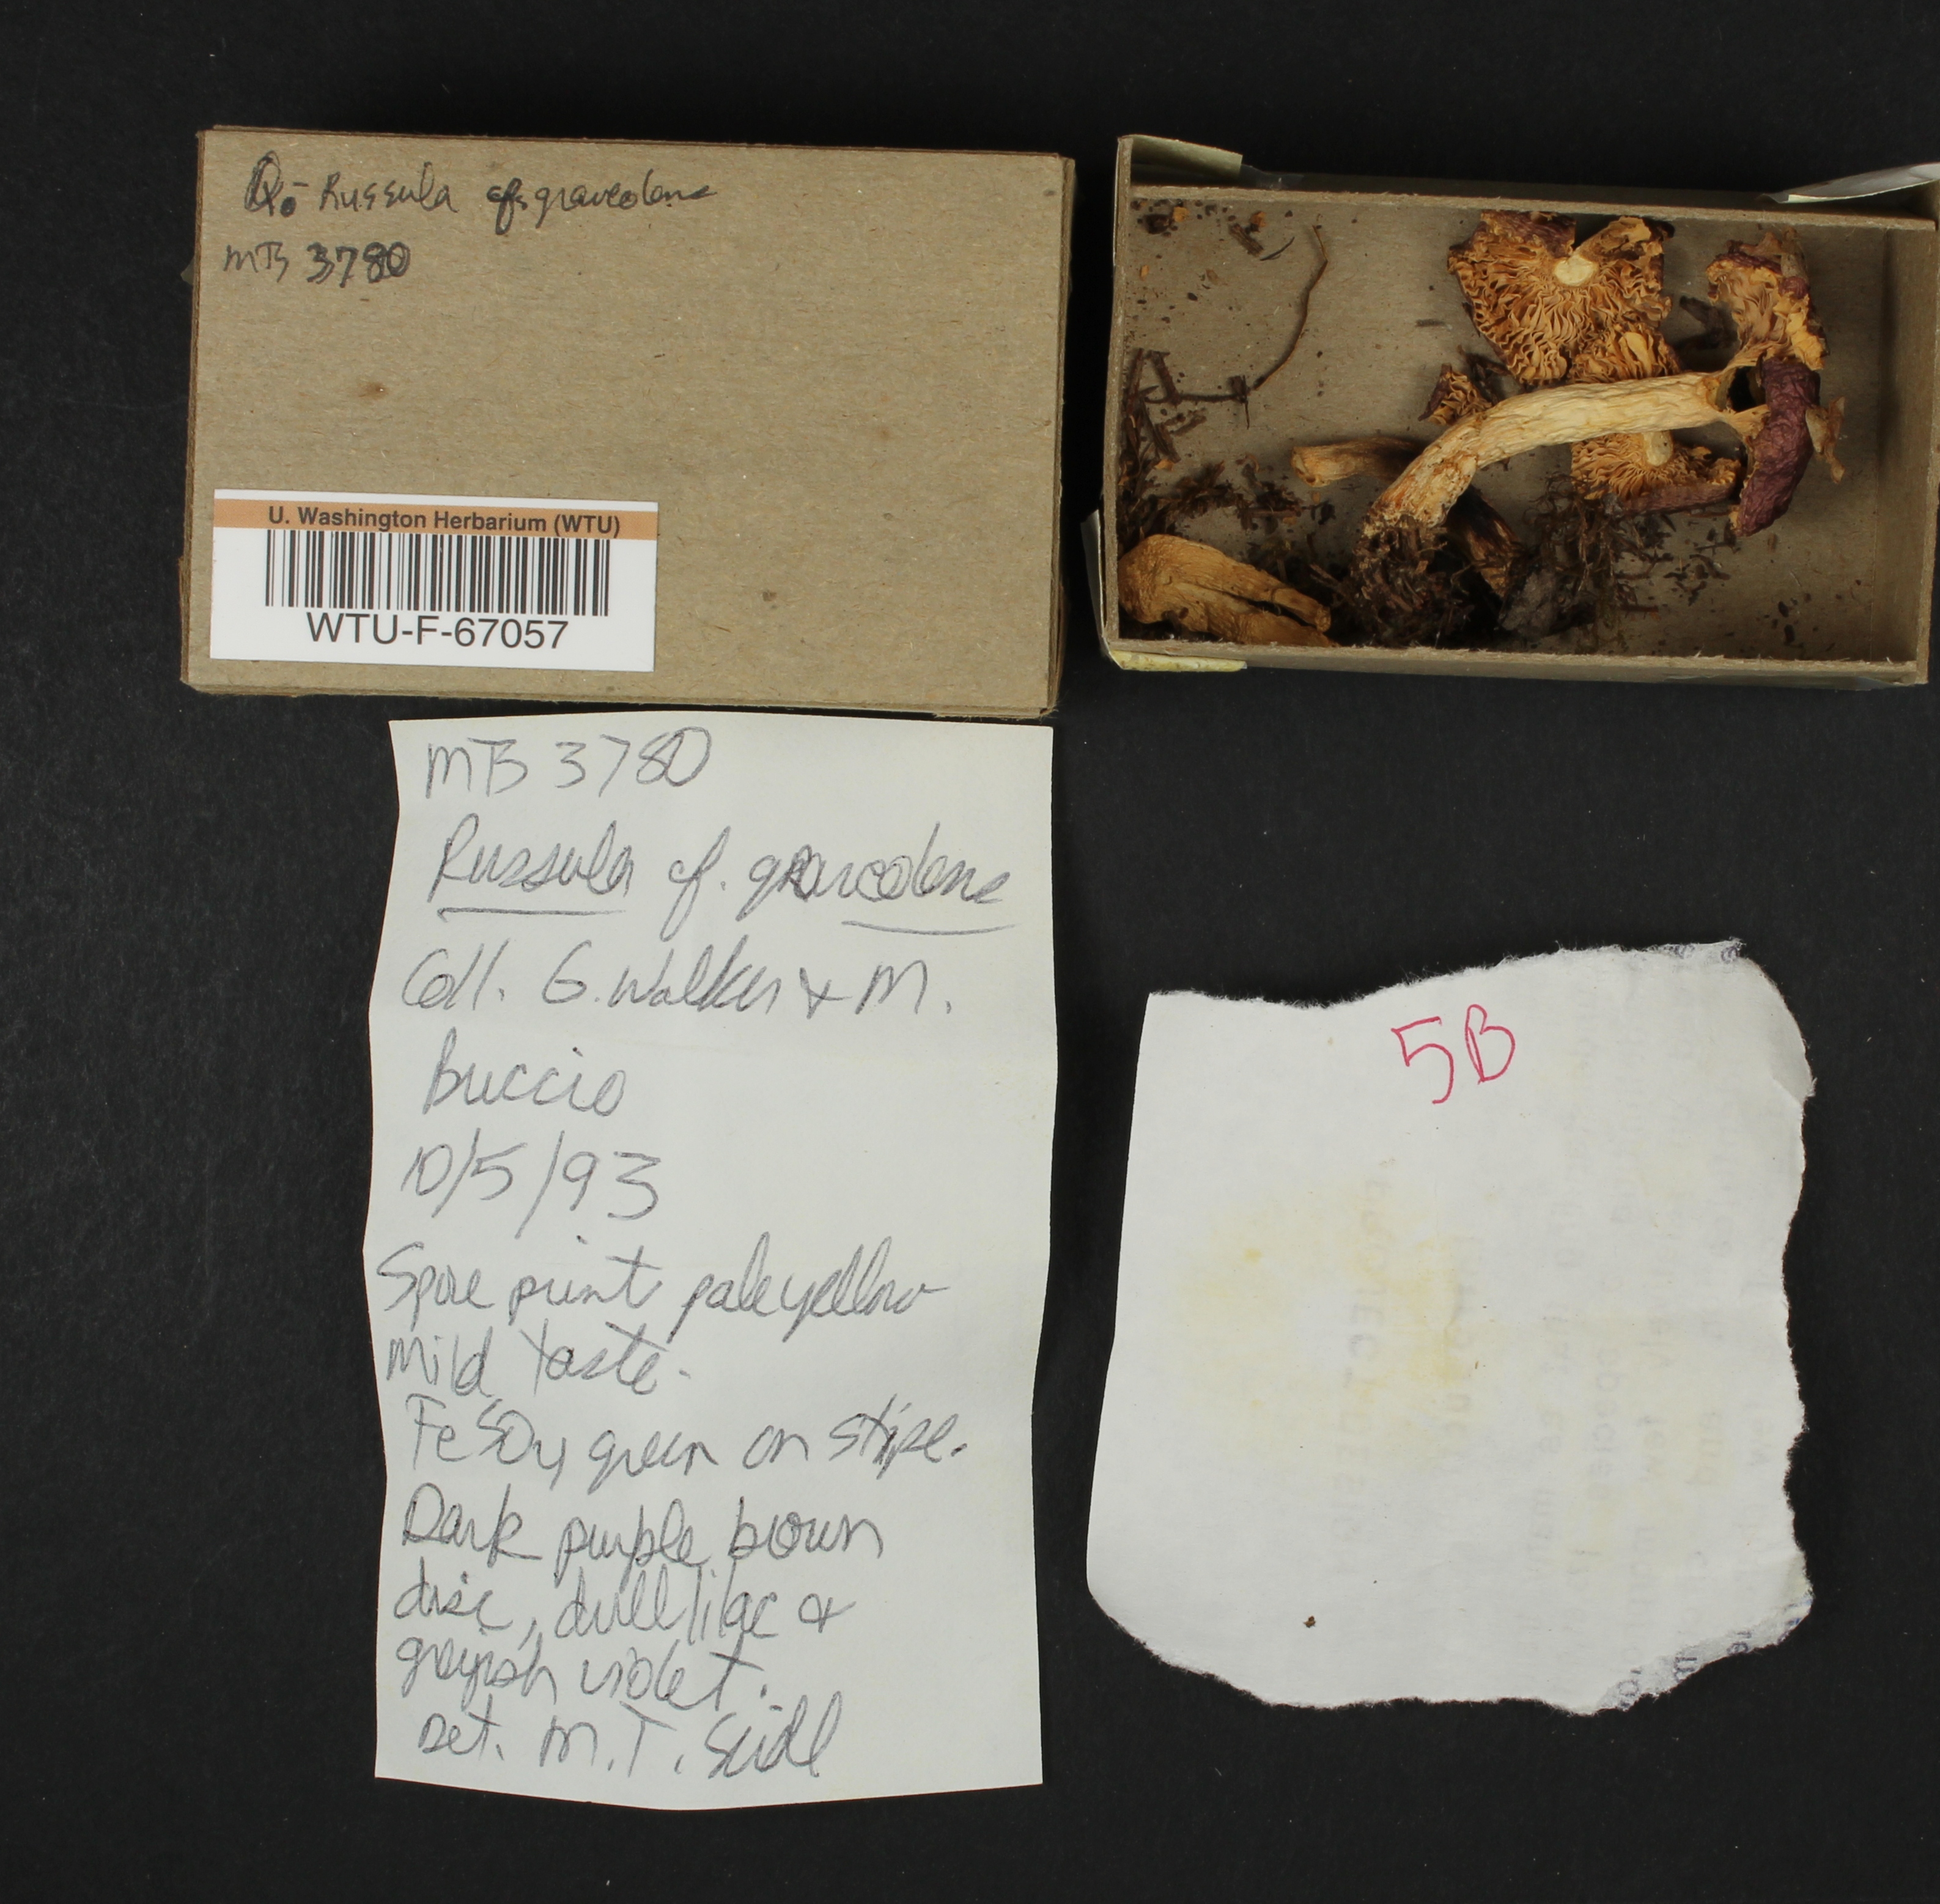 Russula cf. graveolens
MTB 3780
U. Washington Herbarium (WTU)
WTU-F-67057
MTB 3780
Russula cf. graveolens
Coll. G. Walker & M.
Buccio
10/5/93
Spore print pale yellow
Mild taste.
FeSO4 green on stipe.
Dark purple brown
disc, dull lilac &
greyish violet.
Det. M.T. Seidl
5B